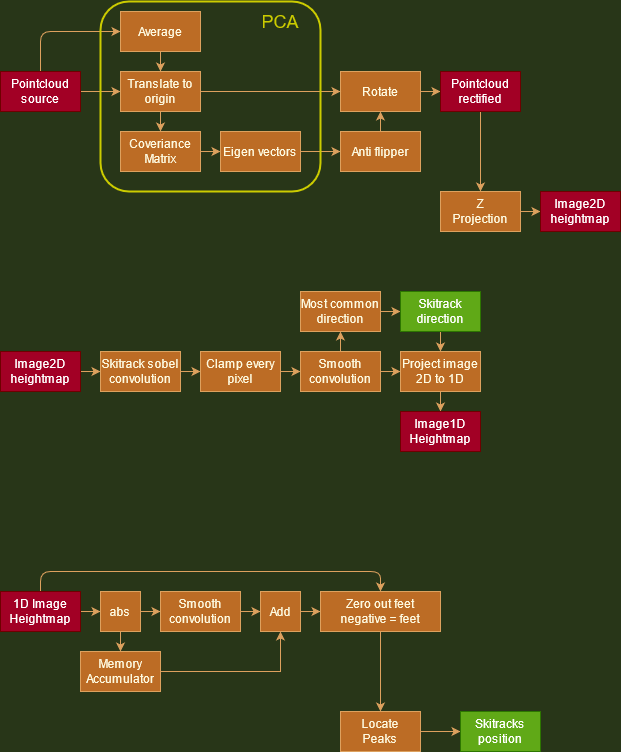 PCA
Average
Pointcloud
source
Translate to
origin
Rotate
Pointcloud
rectified
Coveriance
Matrix
Eigen vectors
Anti flipper
Z
Projection
Image2D
heightmap
Most common
direction
Skitrack
direction
Image2D
heightmap
Skitrack sobel
convolution
Clamp every
pixel
Smooth
convolution
Project image
2D to 1D
Image1D
Heightmap
1D Image
Heightmap
abs
Smooth
convolution
Add
Zero out feet
negative = feet
Memory
Accumulator
Locate
Peaks
Skitracks
position